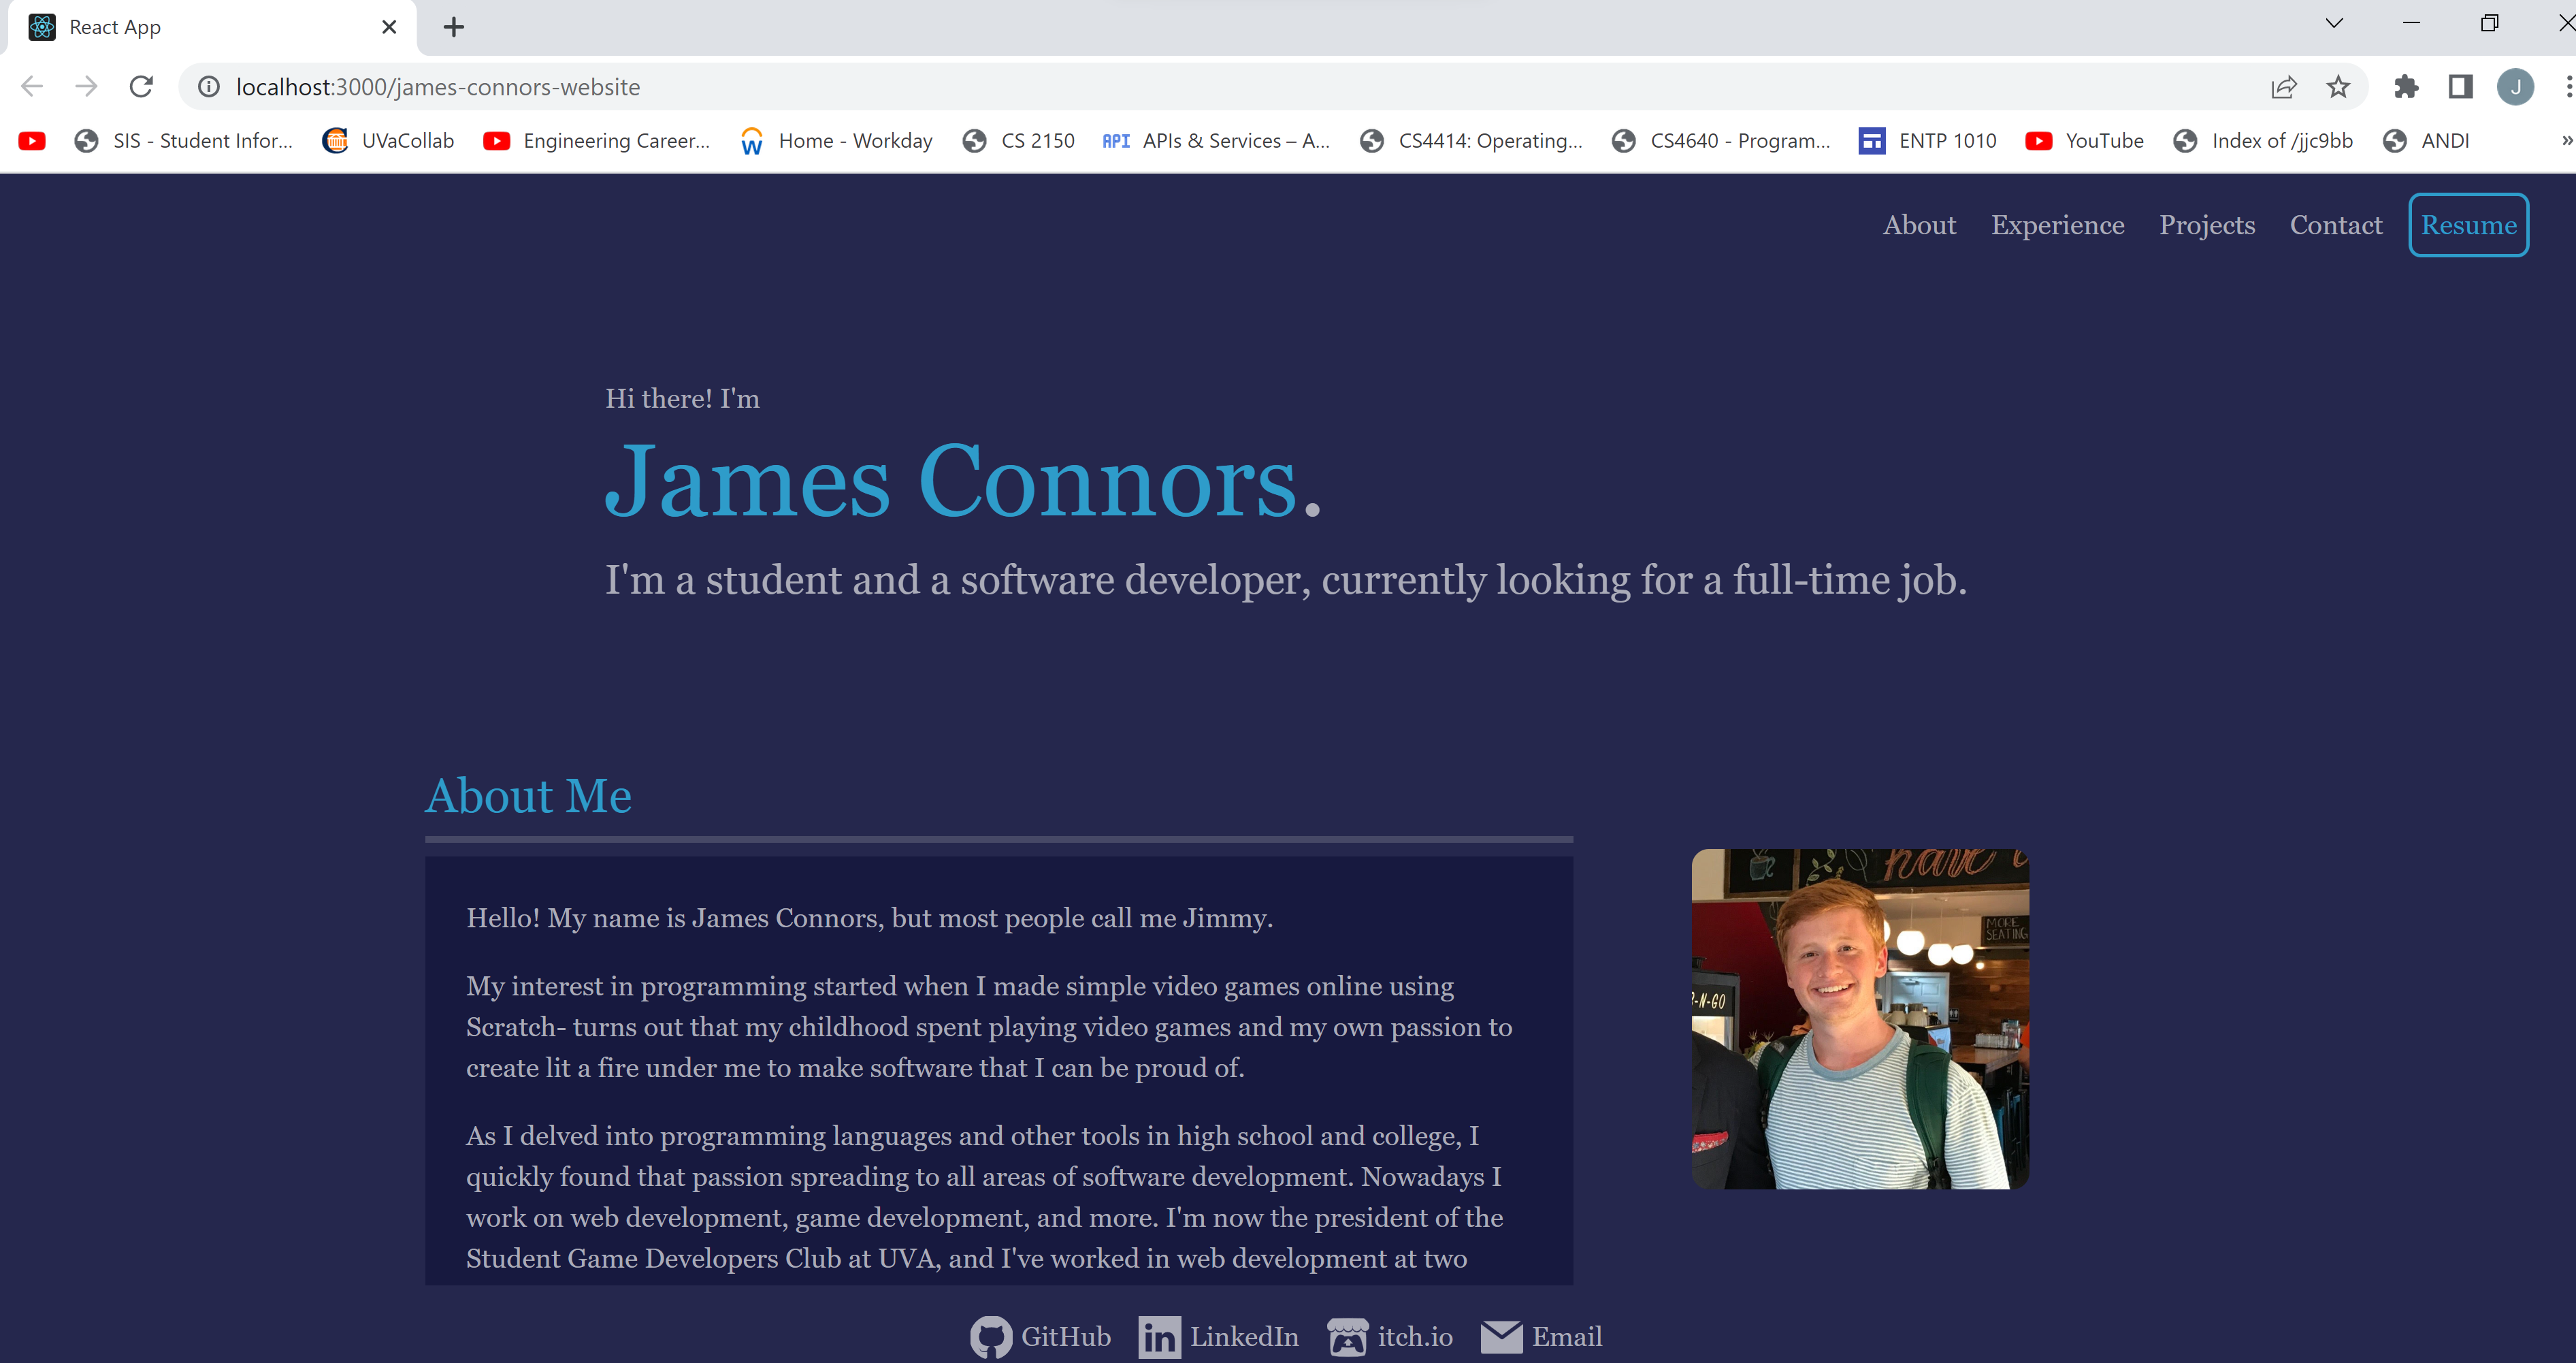 React App
localhost:3000/james-connors-website
J
SIS - Student Infor...
UVaCollab
Engineering Career...
Home - Workday
CS 2150
API APIs & Services – A...
CS4414: Operating...
CS4640 - Program...
ENTP 1010
YouTube
Index of /jjc9bb
ANDI
»
About
Experience
Projects
Contact
Resume
Hi there! I'm
James Connors.
I'm a student and a software developer, currently looking for a full-time job.
About Me
Hello! My name is James Connors, but most people call me Jimmy.
My interest in programming started when I made simple video games online using
Scratch- turns out that my childhood spent playing video games and my own passion to
create lit a fire under me to make software that I can be proud of.
As I delved into programming languages and other tools in high school and college, I
quickly found that passion spreading to all areas of software development. Nowadays I
work on web development, game development, and more. I'm now the president of the
Student Game Developers Club at UVA, and I've worked in web development at two
have
MORE
SEATING
-N-GO
GitHub
in LinkedIn
itch.io
Email